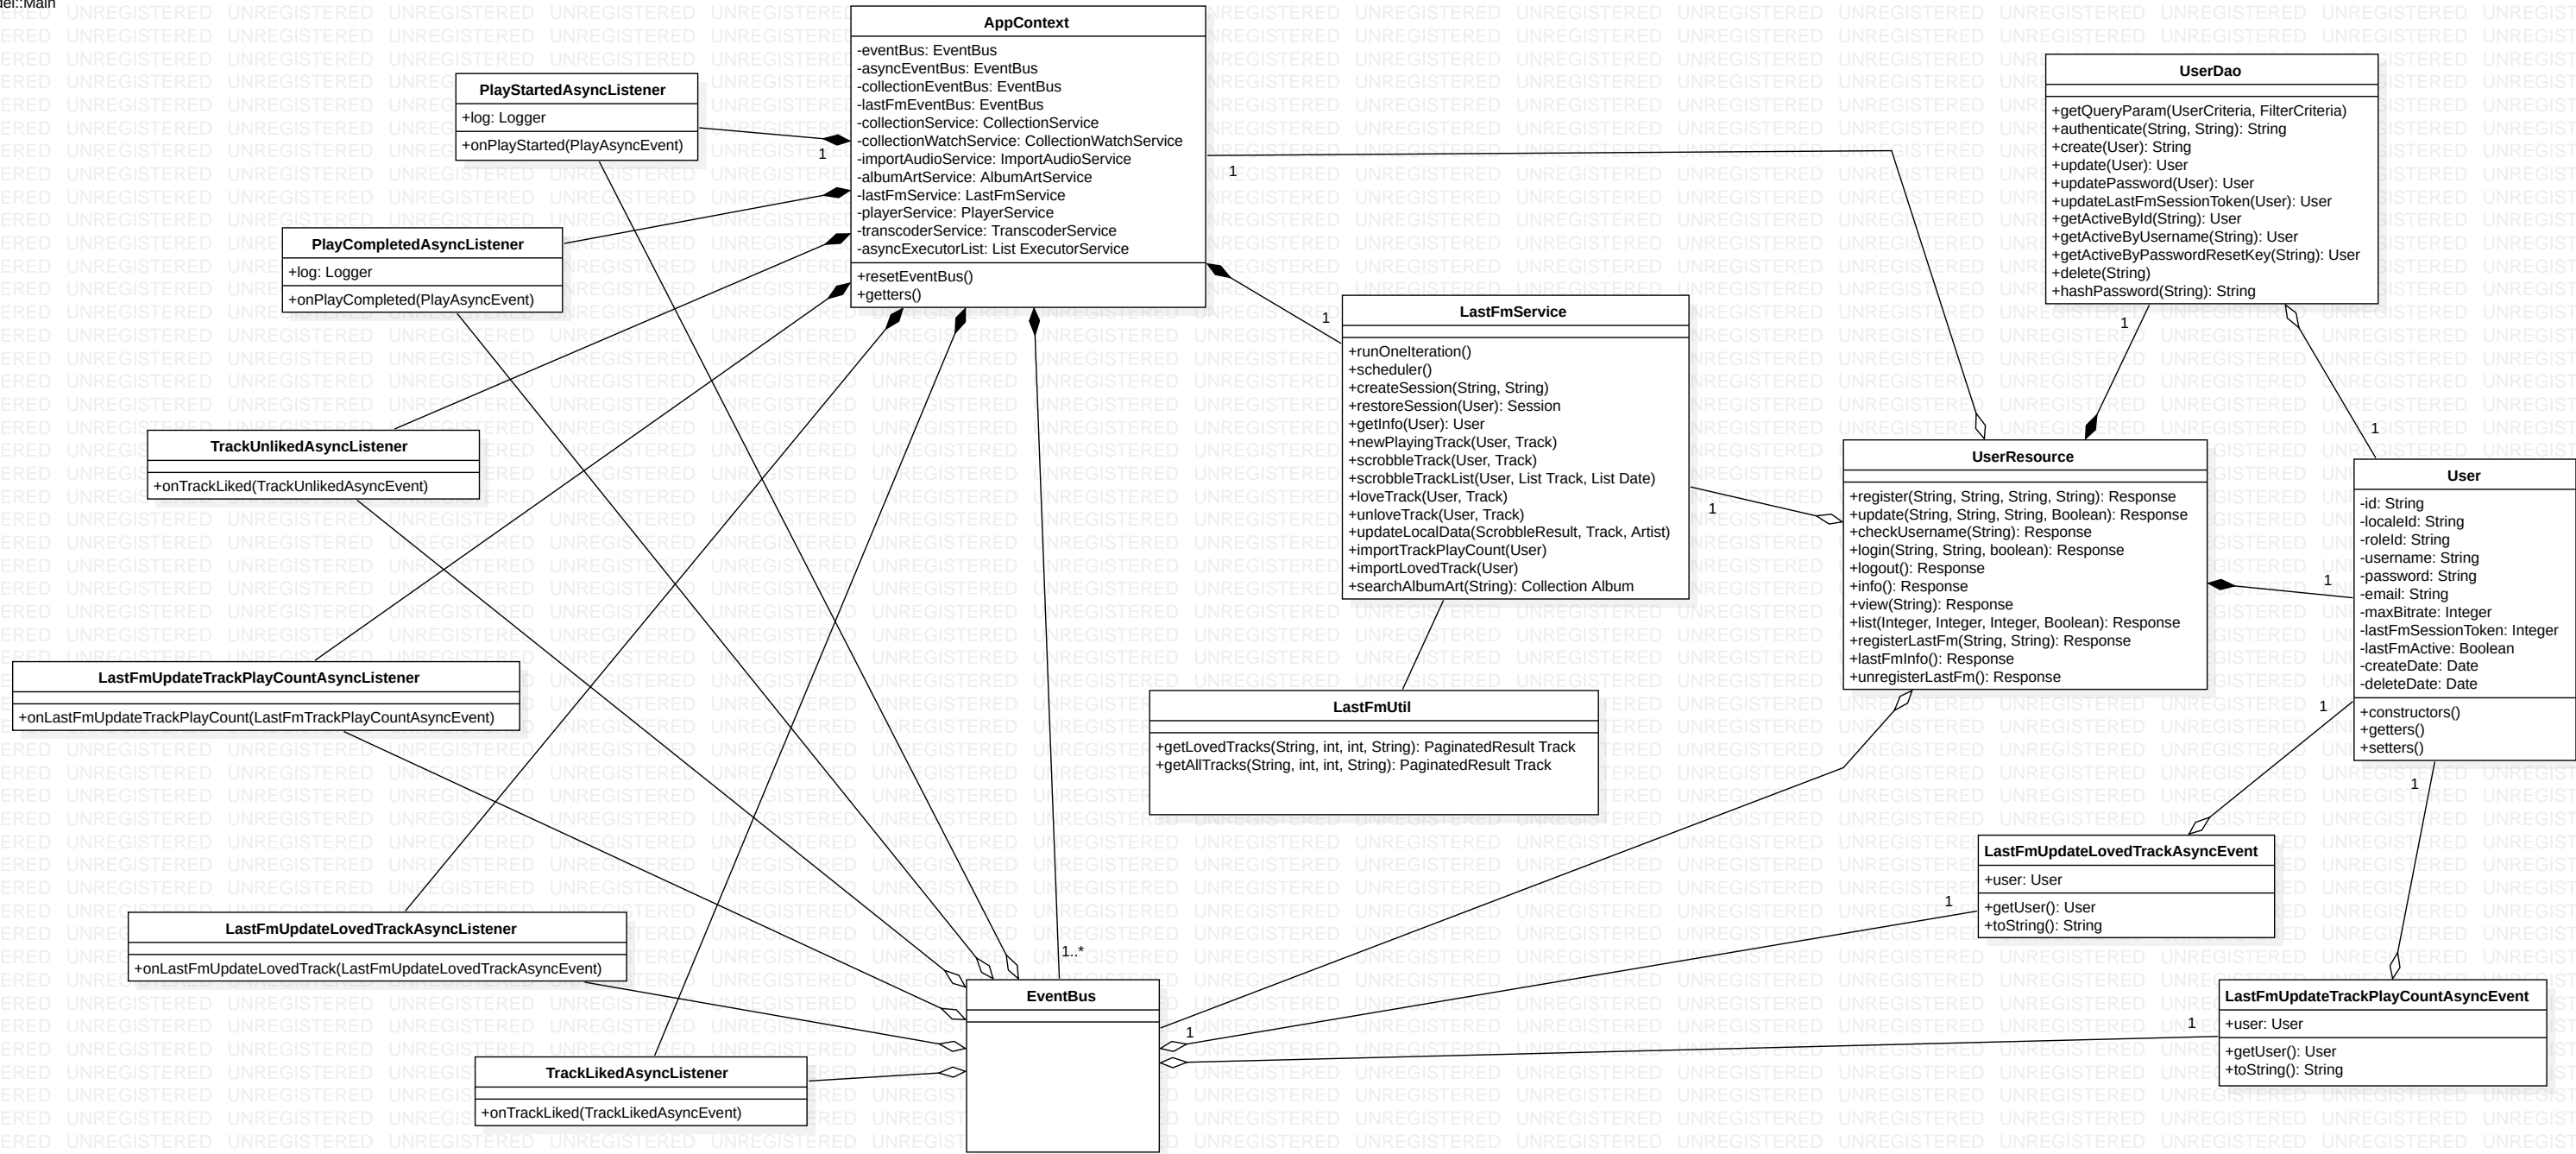 del::Main
AppContext
-eventBus: EventBus
-asyncEventBus: EventBus
-collectionEventBus: EventBus
-lastFmEventBus: EventBus
-collectionService: CollectionService
-collectionWatchService: CollectionWatchService
-importAudioService: ImportAudioService
-albumArtService: AlbumArtService
-lastFmService: LastFmService
-playerService: PlayerService
-transcoderService: TranscoderService
-asyncExecutorList: List ExecutorService
+resetEventBus()
+getters()
PlayStartedAsyncListener
+log: Logger
+onPlayStarted(PlayAsyncEvent)
1
PlayCompletedAsyncListener
+log: Logger
+onPlayCompleted(PlayAsyncEvent)
TrackUnlikedAsyncListener
+onTrackLiked(TrackUnlikedAsyncEvent)
LastFmUpdateTrackPlayCountAsyncListener
+onLastFmUpdateTrackPlayCount(LastFmTrackPlayCountAsyncEvent)
LastFmUpdateLovedTrackAsyncListener
+onLastFmUpdateLovedTrack(LastFmUpdateLovedTrackAsyncEvent)
TrackLikedAsyncListener
+onTrackLiked(TrackLikedAsyncEvent)
EventBus
1..*
1
1
1
LastFmService
+runOneIteration()
+scheduler()
+createSession(String, String)
+restoreSession(User): Session
+getInfo(User): User
+newPlayingTrack(User, Track)
+scrobbleTrack(User, Track)
+scrobbleTrackList(User, List Track, List Date)
+loveTrack(User, Track)
+unloveTrack(User, Track)
+updateLocalData(ScrobbleResult, Track, Artist)
+importTrackPlayCount(User)
+importLovedTrack(User)
+searchAlbumArt(String): Collection Album
1
LastFmUtil
+getLovedTracks(String, int, int, String): PaginatedResult Track
+getAllTracks(String, int, int, String): PaginatedResult Track
UserDao
+getQueryParam(UserCriteria, FilterCriteria)
+authenticate(String, String): String
+create(User): String
+update(User): User
+updatePassword(User): User
+updateLastFmSessionToken(User): User
+getActiveById(String): User
+getActiveByUsername(String): User
+getActiveByPasswordResetKey(String): User
+delete(String)
+hashPassword(String): String
1
1
UserResource
+register(String, String, String, String): Response
+update(String, String, String, Boolean): Response
+checkUsername(String): Response
+login(String, String, boolean): Response
+logout(): Response
+info(): Response
+view(String): Response
+list(Integer, Integer, Integer, Boolean): Response
+registerLastFm(String, String): Response
+lastFmInfo(): Response
+unregisterLastFm(): Response
1
User
-id: String
-localeId: String
-roleId: String
-username: String
-password: String
-email: String
-maxBitrate: Integer
-lastFmSessionToken: Integer
-lastFmActive: Boolean
-createDate: Date
-deleteDate: Date
+constructors()
+getters()
+setters()
1
1
LastFmUpdateLovedTrackAsyncEvent
+user: User
+getUser(): User
+toString(): String
1
LastFmUpdateTrackPlayCountAsyncEvent
+user: User
+getUser(): User
+toString(): String
1
UNREGISTERED